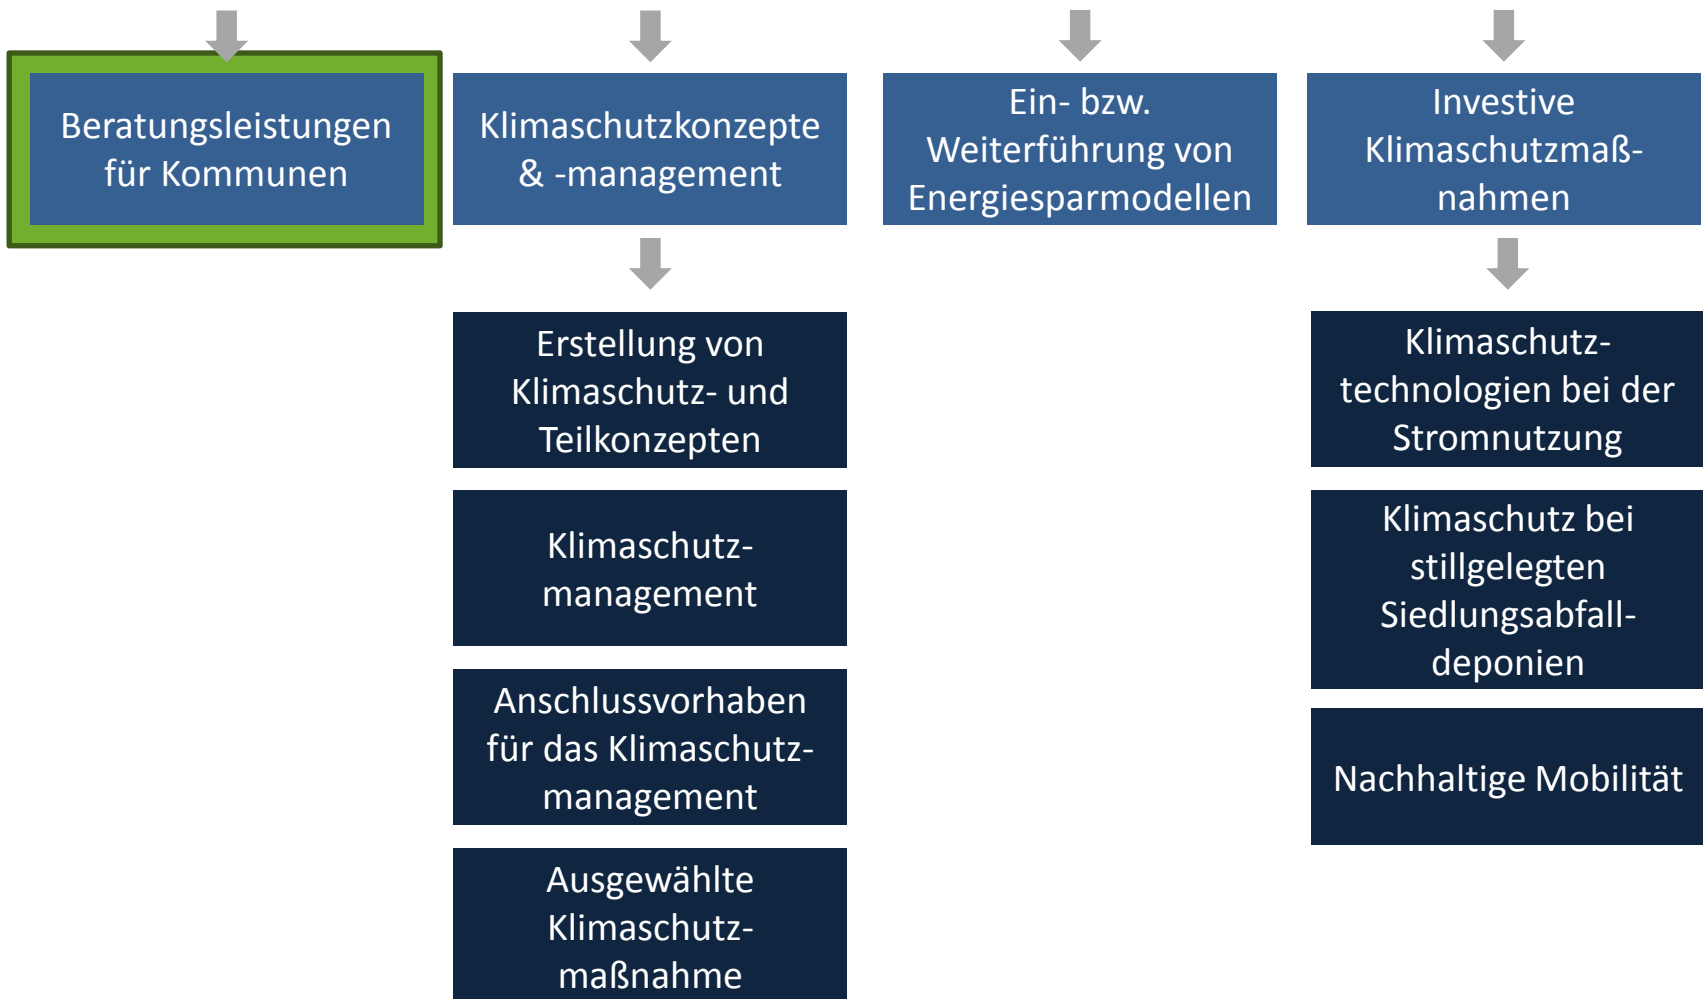 Beratungsleistungen
für Kommunen
Klimaschutzkonzepte
& -management
Ein- bzw.
Weiterführung von
Energiesparmodellen
Investive
Klimaschutzmaß-
nahmen
Erstellung von
Klimaschutz- und
Teilkonzepten
Klimaschutz-
management
Anschlussvorhaben
für das Klimaschutz-
management
Ausgewählte
Klimaschutz-
maßnahme
Klimaschutz-
technologien bei der
Stromnutzung
Klimaschutz bei
stillgelegten
Siedlungsabfall-
deponien
Nachhaltige Mobilität